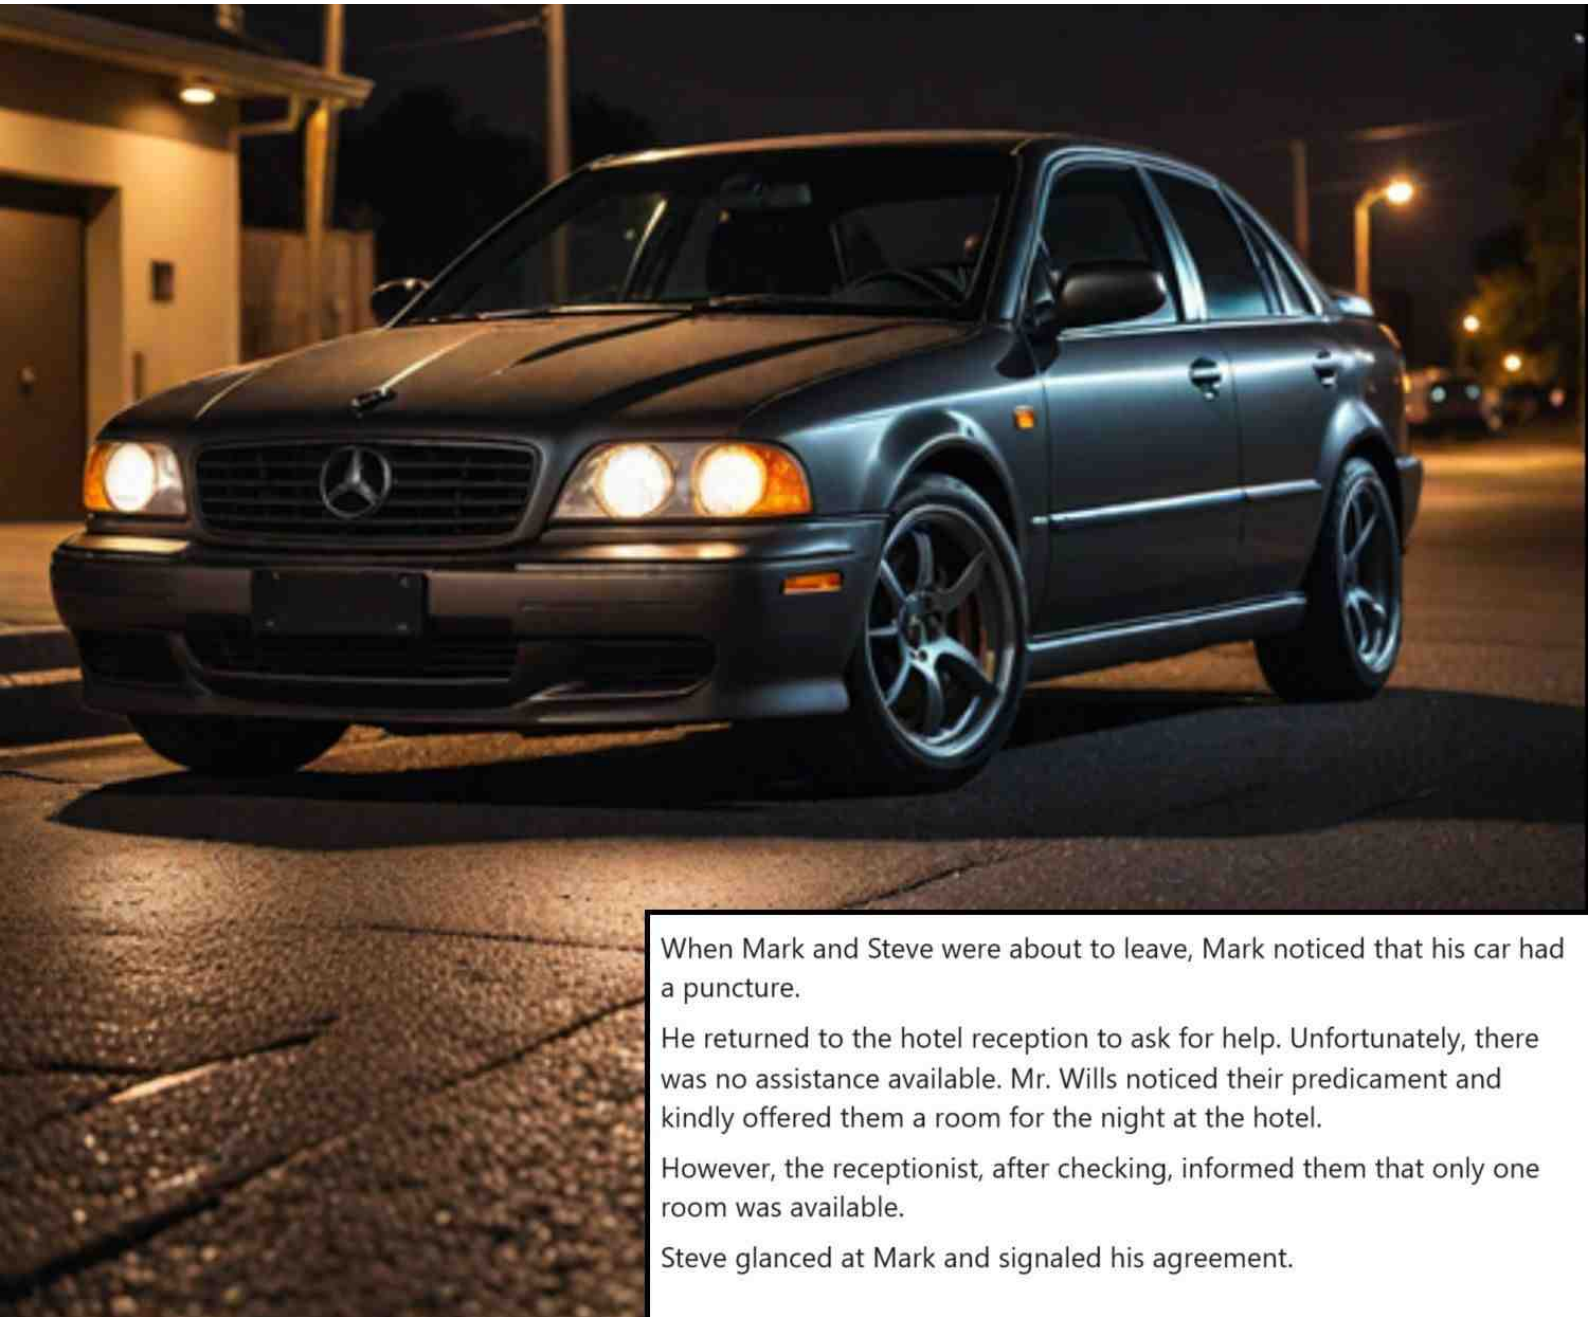 When Mark and Steve were about to leave, Mark noticed that his car had
a puncture.
He returned to the hotel reception to ask for help. Unfortunately, there
was no assistance available. Mr. Wills noticed their predicament and
kindly offered them a room for the night at the hotel.
However, the receptionist, after checking, informed them that only one
room was available.
Steve glanced at Mark and signaled his agreement.